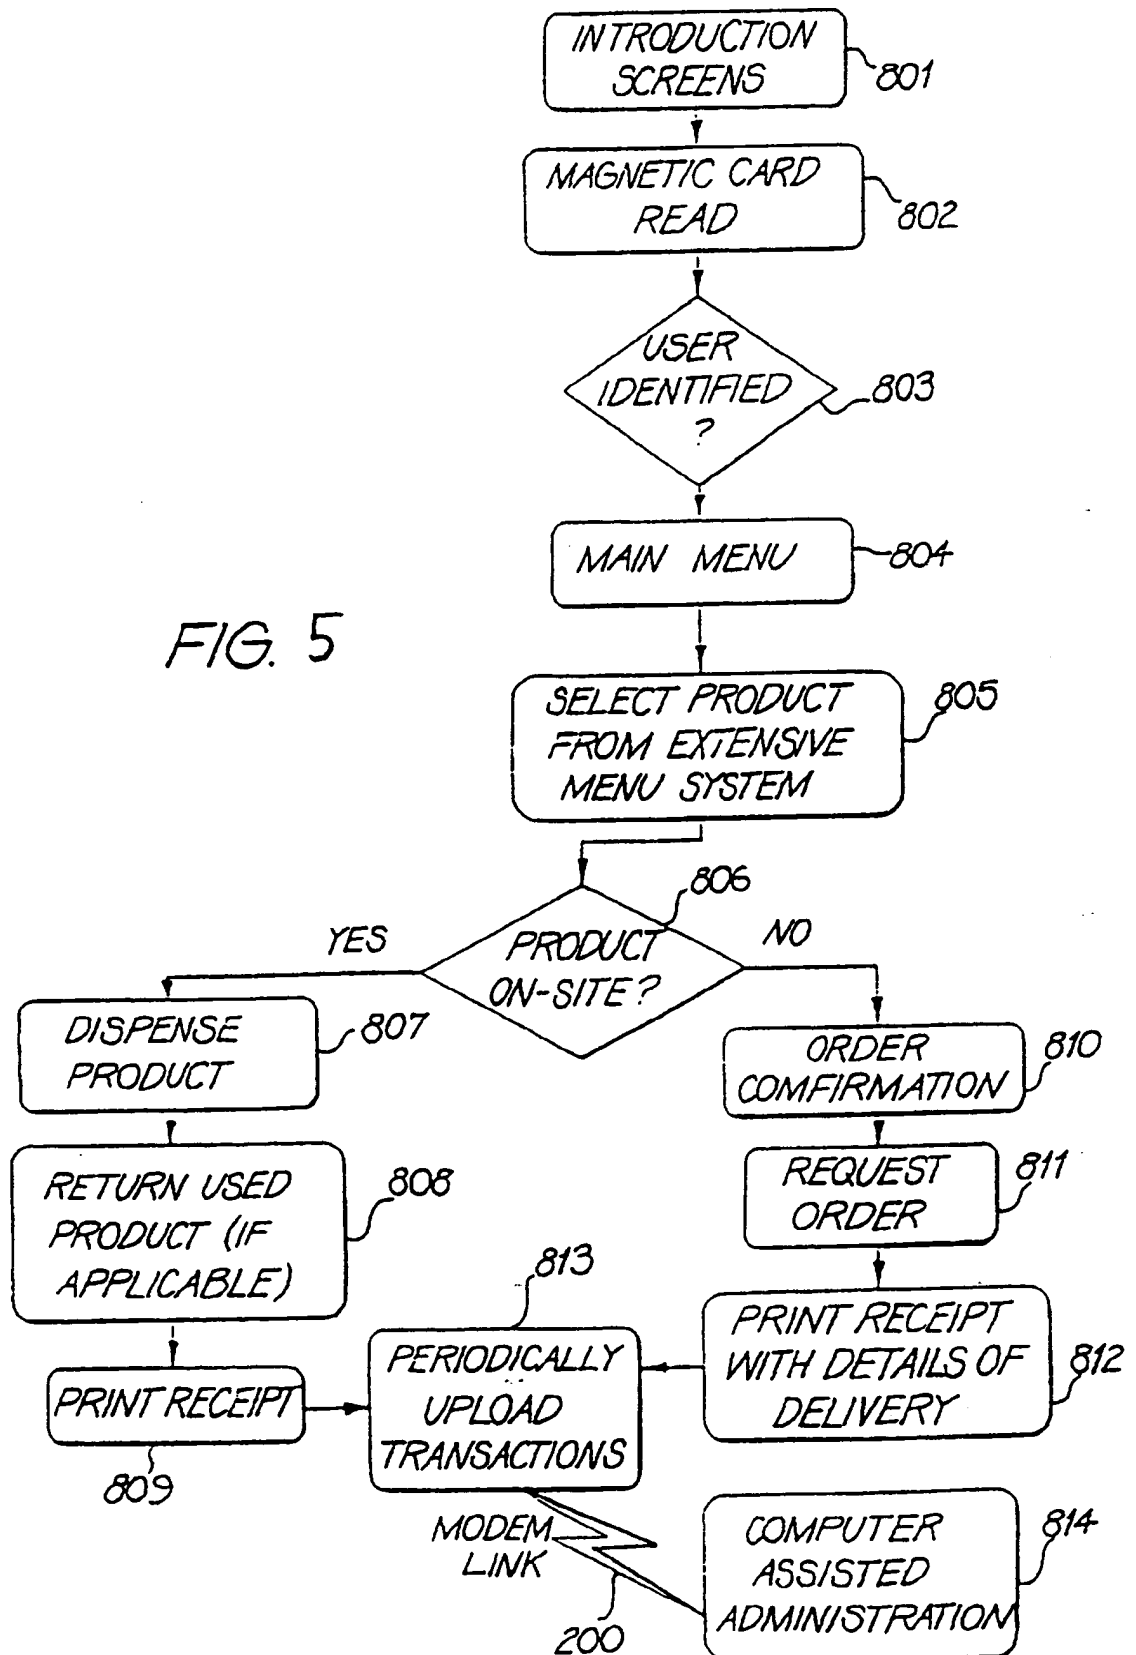 INTRODUCTION
SCREENS
801
MAGNETIC CARD
READ
802
USER
IDENTIFIED
?
803
MAIN MENU
804
FIG. 5
SELECT PRODUCT
FROM EXTENSIVE
MENU SYSTEM
805
806
YES
PRODUCT
ON-SITE?
NO
DISPENSE
PRODUCT
807
ORDER
COMFIRMATION
810
RETURN USED
PRODUCT (IF
APPLICABLE)
808
REQUEST
ORDER
811
813
PRINT RECEIPT
WITH DETAILS OF
DELIVERY
812
PERIODICALLY
UPLOAD
TRANSACTIONS
PRINT RECEIPT
809
MODEM
LINK
200
COMPUTER
ASSISTED
ADMINISTRATION
814